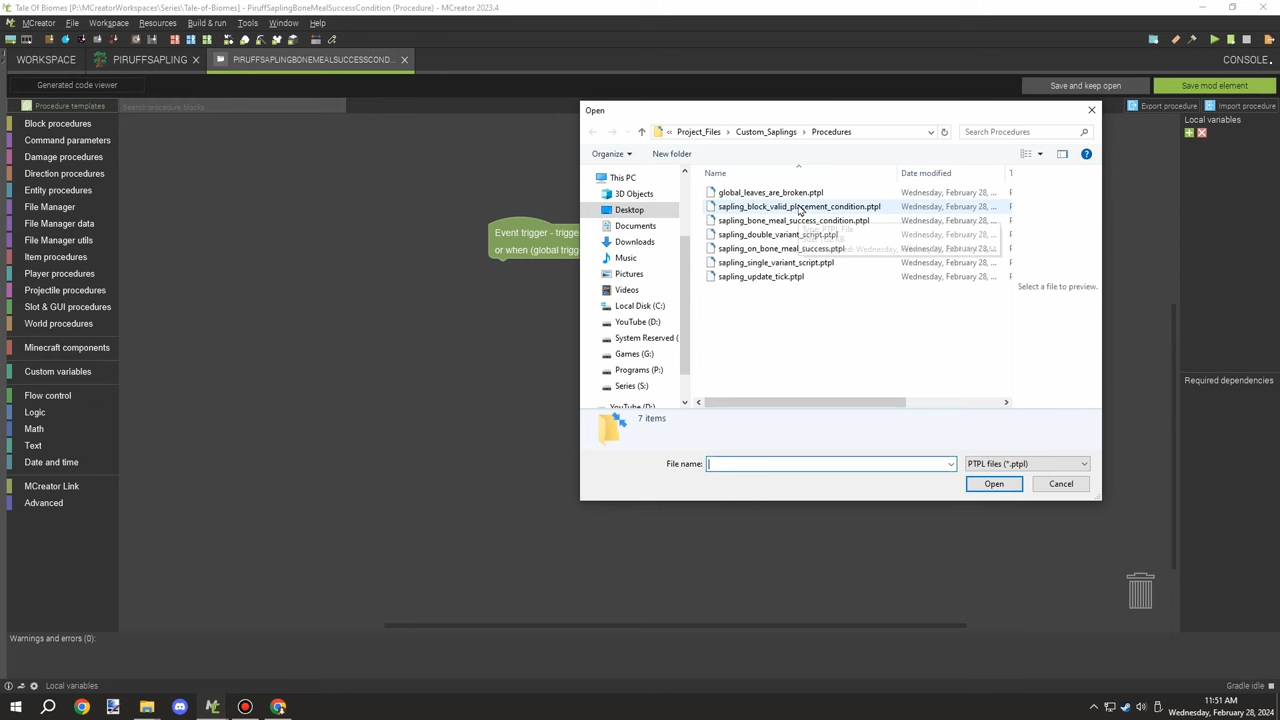 Tale Of Biomes [P:\MCreatorWorkspaces\Series\Tale-of-Biomes] - PiruffSaplingBoneMealSuccessCondition (Procedure) - MCreator 2023.4
MCreator File Workspace Resources Build & run Tools Window Help
WORKSPACE PIRUFFSAPLING PIRUFFSAPLINGBONEMEALSUCCESSCOND... CONSOLE
Generated code viewer Save and keep open Save mod element
Procedure templates Search procedure blocks Export procedure Import procedure
Block procedures
Command parameters
Damage procedures
Entity procedures
File Manager
File Manager data
File Manager utils
Item procedures
Player procedures
Projectile procedures
Slot & GUI procedures
World procedures
Minecraft components
Custom variables
Flow control
Logic
Math
Text
Date and time
MCreator Link
Advanced
Event trigger - trigge
or when (global trigg
Open
« Project_Files › Custom_Saplings › Procedures Search Procedures
Organize New folder
This PC
3D Objects
Desktop
Documents
Downloads
Music
Pictures
Videos
Local Disk (C:)
YouTube (D:)
System Reserved (
Games (G:)
Programs (P:)
Series (S:)
YouTube (D:)
Name Date modified T
global_leaves_are_broken.ptpl Wednesday, February 28, ...
sapling_block_valid_placement_condition.ptpl Wednesday, February 28, ...
sapling_bone_meal_success_condition.ptpl Wednesday, February 28, ...
sapling_double_variant_script.ptpl Wednesday, February 28, ...
sapling_on_bone_meal_success.ptpl Wednesday, February 28, ...
sapling_single_variant_script.ptpl Wednesday, February 28, ...
sapling_update_tick.ptpl Wednesday, February 28, ...
Type: PTPL File
Select a file to preview.
7 items
File name: PTPL files (*.ptpl)
Open Cancel
Local variables
Required dependencies
Warnings and errors (0):
Local variables Gradle idle
11:51 AM
Wednesday, February 28, 2024